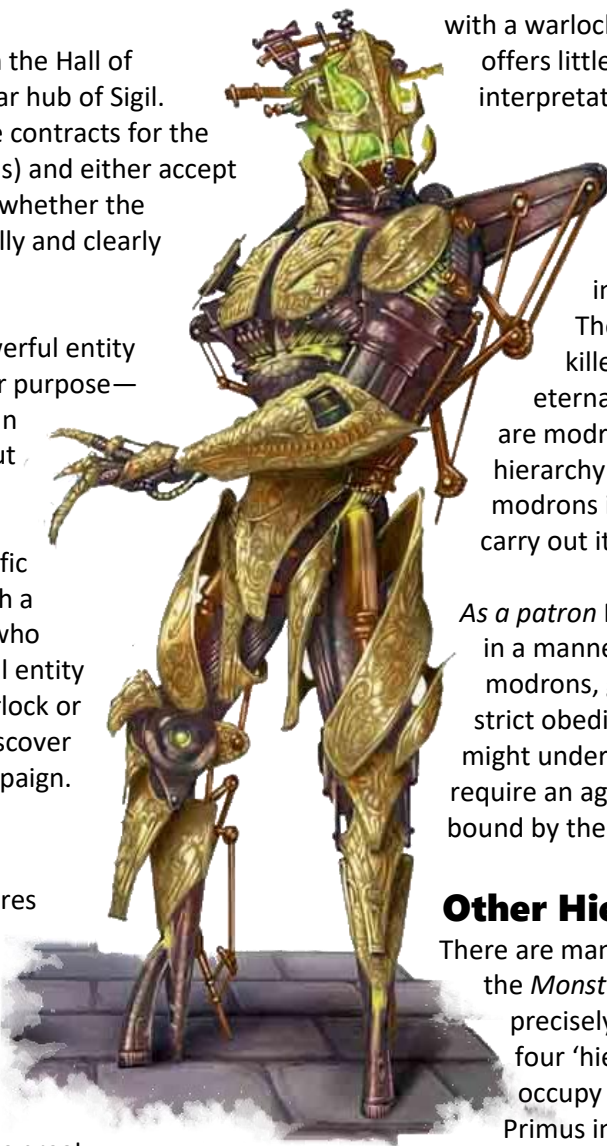 n the Hall of
ar hub of Sigil.
e contracts for the
s) and either accept
whether the
lly and clearly
verful entity
r purpose—
n
ut
fic
h a
who
l entity
rlock or
scover
paign.
res
with a warlock
offers little
interpretat
in
The
kille
eterna
are modr
hierarchy
modrons i
carry out it
As a patron
in a manne
modrons,
strict obedi
might under
require an ag
bound by the
Other Hie
There are mar
the Monst
precisely
four ‘hie
occupy
Primus in